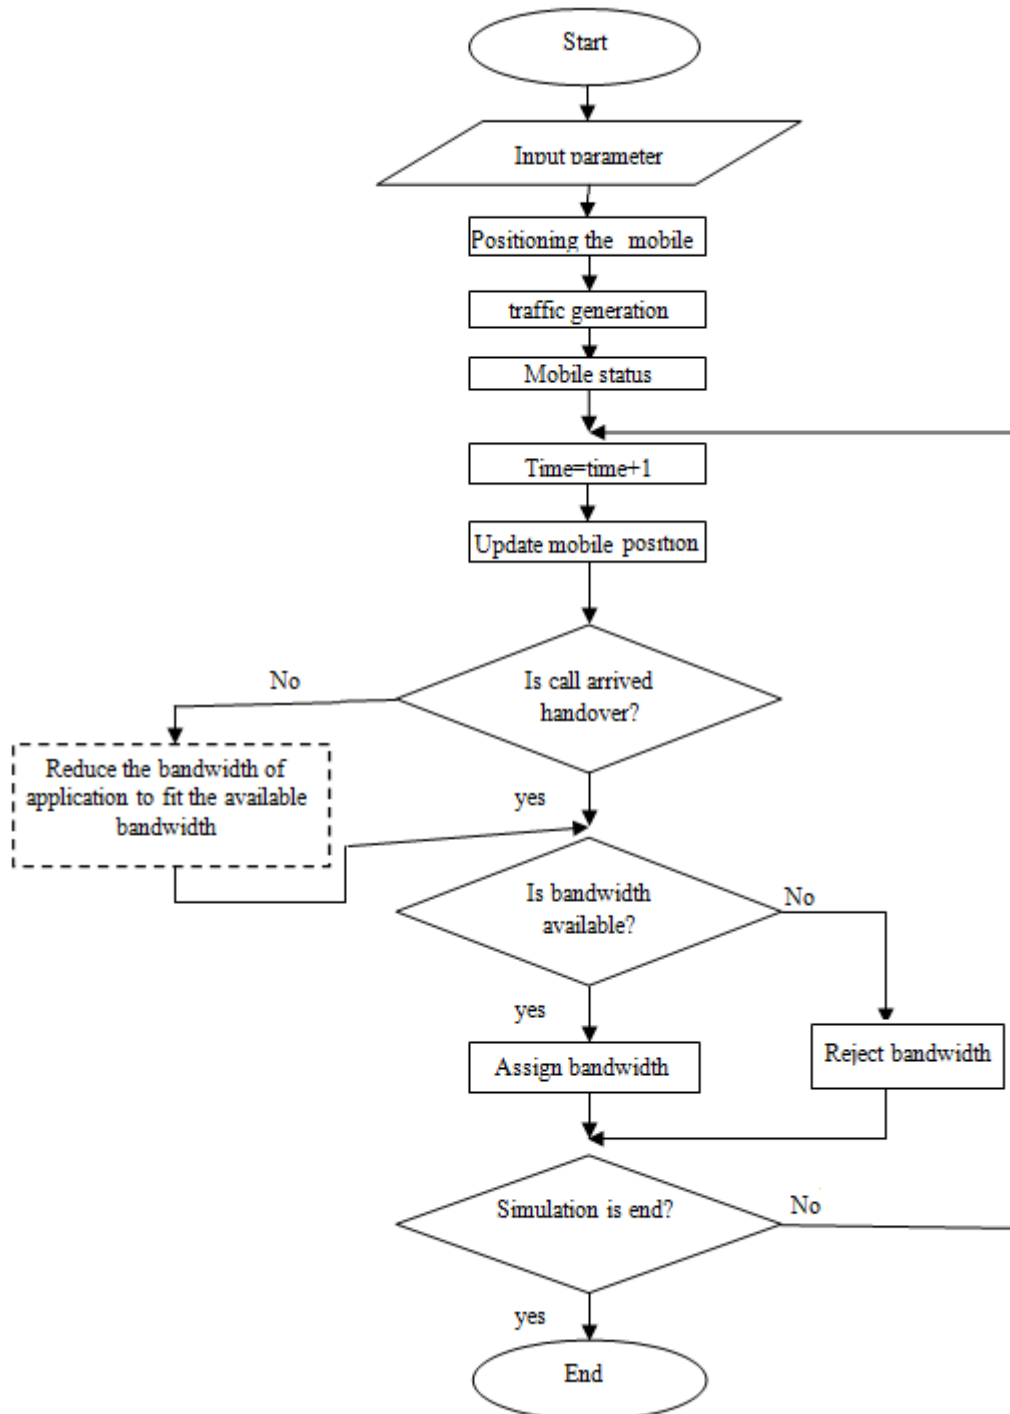 Start
Input parameter
Positioning the mobile
traffic generation
Mobile status
Time=time+1
Update mobile position
Is call arrived
handover?
No
Reduce the bandwidth of
application to fit the available
bandwidth
yes
Is bandwidth
available?
No
yes
Assign bandwidth
Reject bandwidth
Simulation is end?
No
yes
End